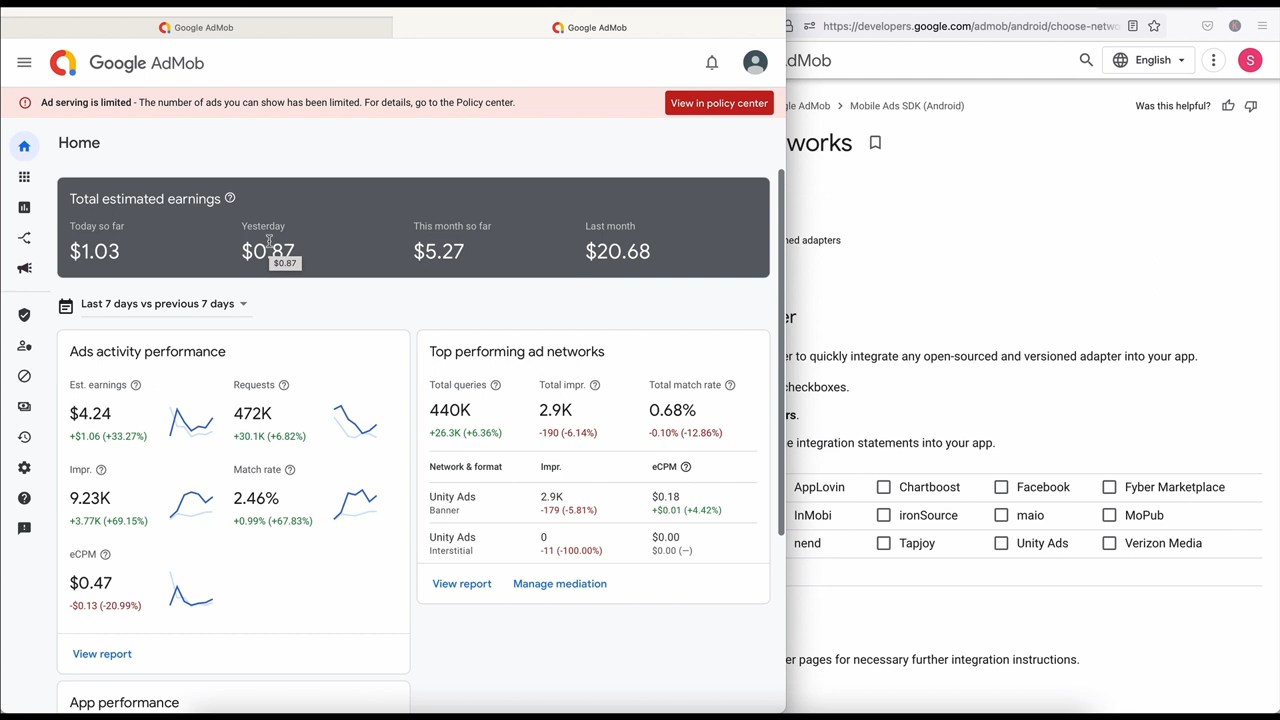 Google AdMob
Google AdMob
https://developers.google.com/admob/android/choose-netwo
Google AdMob
dMob
English
S
Ad serving is limited - The number of ads you can show has been limited. For details, go to the Policy center.
View in policy center
gle AdMob > Mobile Ads SDK (Android)
Was this helpful?
Home
works
Total estimated earnings
Today so far
Yesterday
This month so far
Last month
$1.03
$0.87
$5.27
$20.68
$0.87
ned adapters
Last 7 days vs previous 7 days
er
Ads activity performance
Est. earnings
Requests
$4.24
472K
+$1.06 (+33.27%)
+30.1K (+6.82%)
Impr.
Match rate
9.23K
2.46%
+3.77K (+69.15%)
+0.99% (+67.83%)
eCPM
$0.47
-$0.13 (-20.99%)
View report
App performance
Top performing ad networks
Total queries
Total impr.
Total match rate
440K
2.9K
0.68%
+26.3K (+6.36%)
-190 (-6.14%)
-0.10% (-12.86%)
Network & format
Impr.
eCPM
Unity Ads
2.9K
$0.18
Banner
-179 (-5.81%)
+$0.01 (+4.42%)
Unity Ads
0
$0.00
Interstitial
-11 (-100.00%)
$0.00 (—)
View report
Manage mediation
er to quickly integrate any open-sourced and versioned adapter into your app.
checkboxes.
rs.
e integration statements into your app.
AppLovin
Chartboost
Facebook
Fyber Marketplace
InMobi
ironSource
maio
MoPub
nend
Tapjoy
Unity Ads
Verizon Media
er pages for necessary further integration instructions.